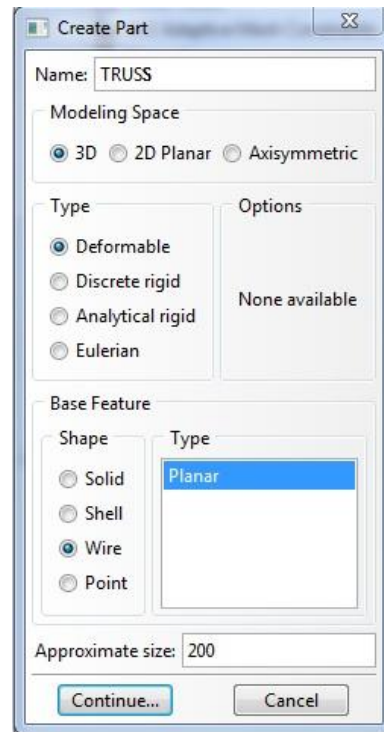 Create Part
Name: TRUSS
Modeling Space
3D 2D Planar Axisymmetric
Type
Deformable
Discrete rigid
Analytical rigid
Eulerian
Options
None available
Base Feature
Shape
Solid
Shell
Wire
Point
Type
Planar
Approximate size: 200
Continue... Cancel